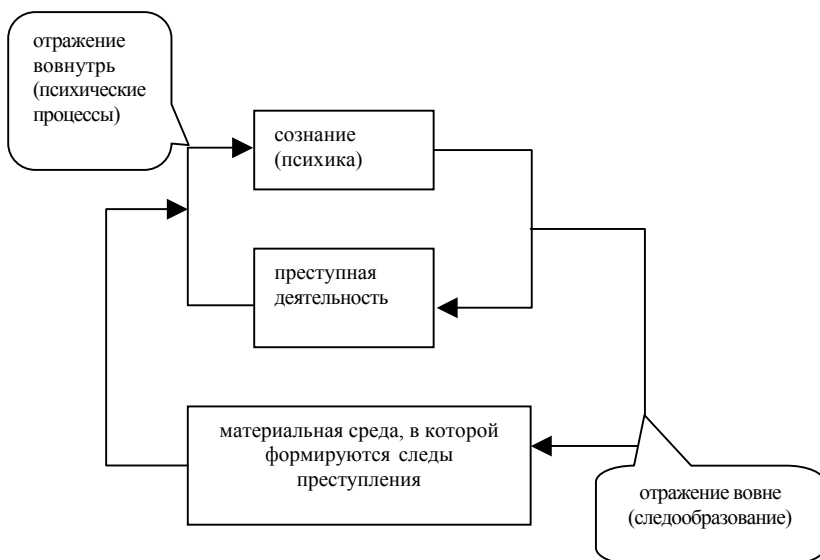 отражение
вовнутрь
(психические
процессы)
сознание
(психика)
преступная
деятельность
материальная среда, в которой
формируются следы
преступления
отражение вовне
(следообразование)